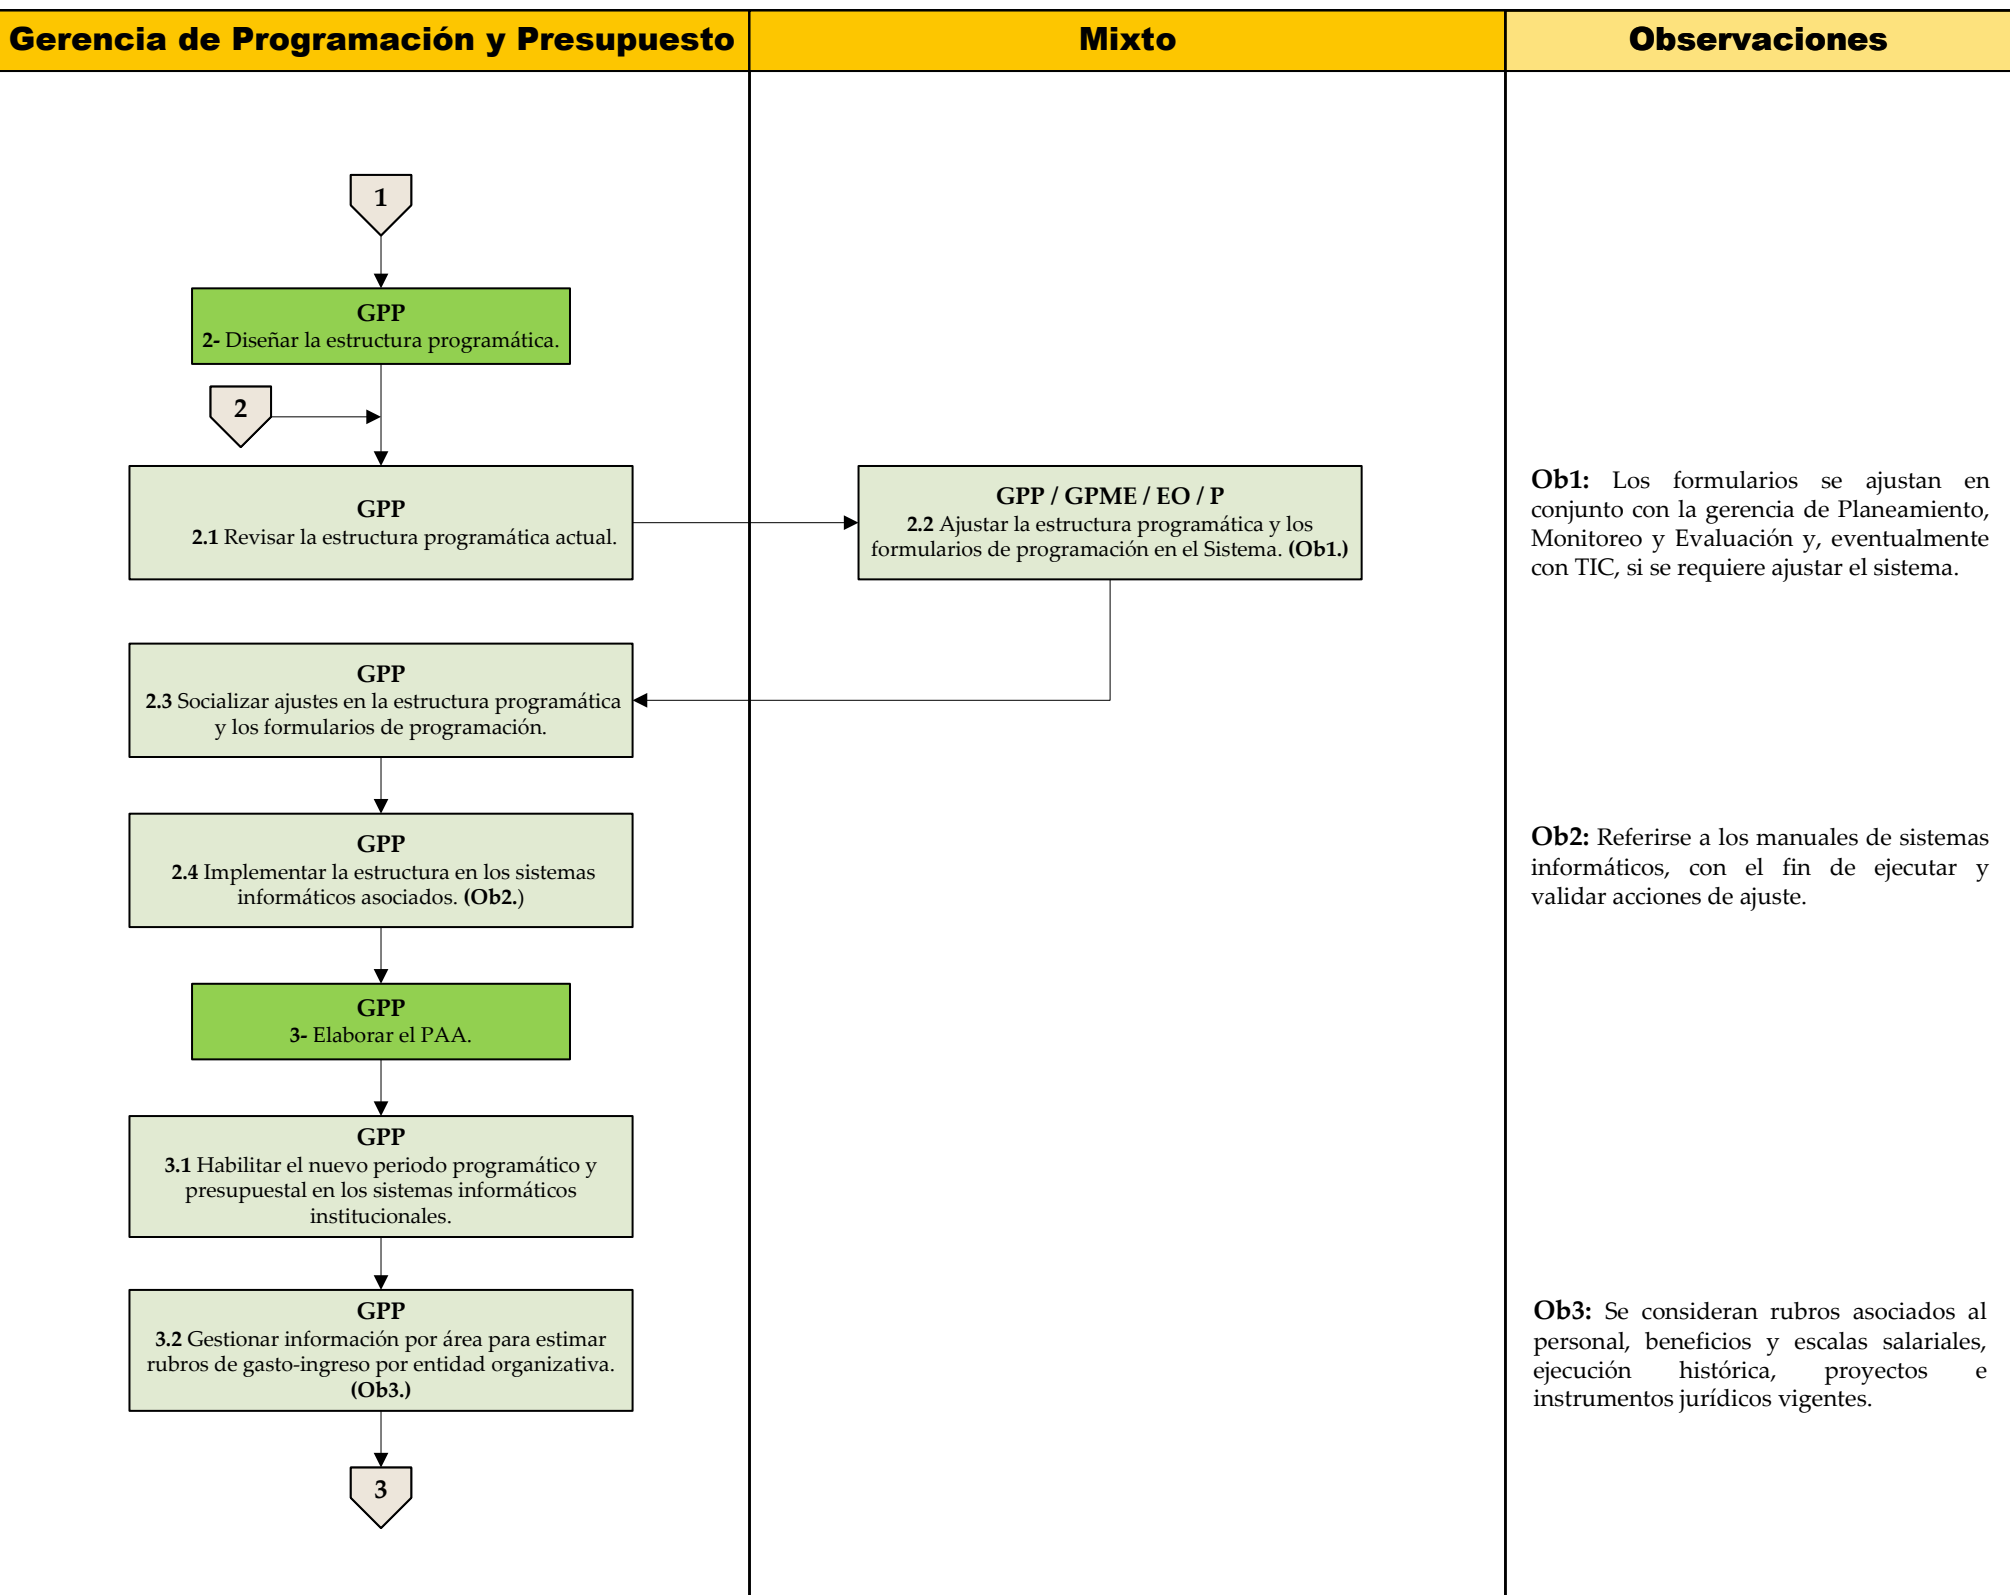 Gerencia de Programación y Presupuesto
Mixto
Observaciones
1
GPP
2- Diseñar la estructura programática.
2
GPP
2.1 Revisar la estructura programática actual.
GPP / GPME / EO / P
2.2 Ajustar la estructura programática y los
formularios de programación en el Sistema. (Ob1.)
Ob1: Los formularios se ajustan en
conjunto con la gerencia de Planeamiento,
Monitoreo y Evaluación y, eventualmente
con TIC, si se requiere ajustar el sistema.
GPP
2.3 Socializar ajustes en la estructura programática
y los formularios de programación.
GPP
2.4 Implementar la estructura en los sistemas
informáticos asociados. (Ob2.)
Ob2: Referirse a los manuales de sistemas
informáticos, con el fin de ejecutar y
validar acciones de ajuste.
GPP
3- Elaborar el PAA.
GPP
3.1 Habilitar el nuevo periodo programático y
presupuestal en los sistemas informáticos
institucionales.
GPP
3.2 Gestionar información por área para estimar
rubros de gasto-ingreso por entidad organizativa.
(Ob3.)
Ob3: Se consideran rubros asociados al
personal, beneficios y escalas salariales,
ejecución histórica, proyectos e
instrumentos jurídicos vigentes.
3